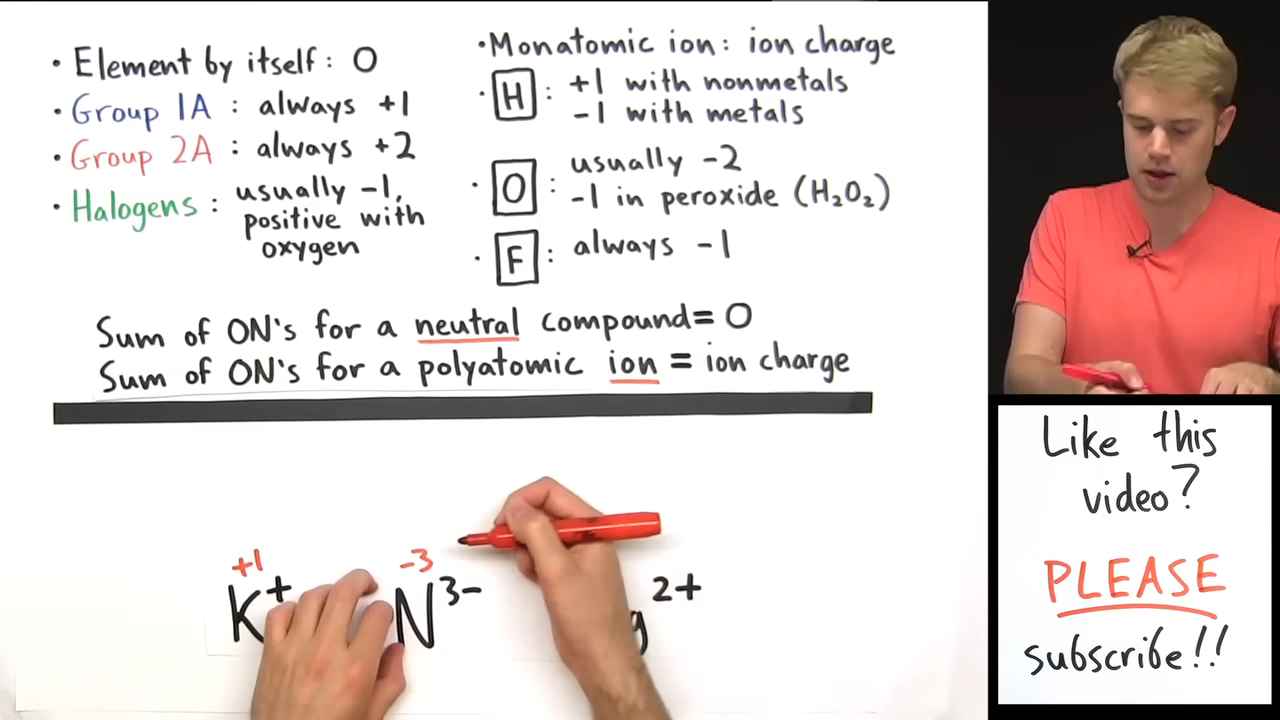 • Element by itself : 0
• Group 1A : always +1
• Group 2A : always +2
• Halogens : usually -1,
positive with
oxygen
• Monatomic ion : ion charge
• H : +1 with nonmetals
-1 with metals
• O : usually -2
-1 in peroxide (H₂O₂)
• F : always -1
Sum of ON's for a neutral compound = 0
Sum of ON's for a polyatomic ion = ion charge
+1 -3
K⁺ N³⁻ g²⁺
Like this
video?
PLEASE
subscribe!!